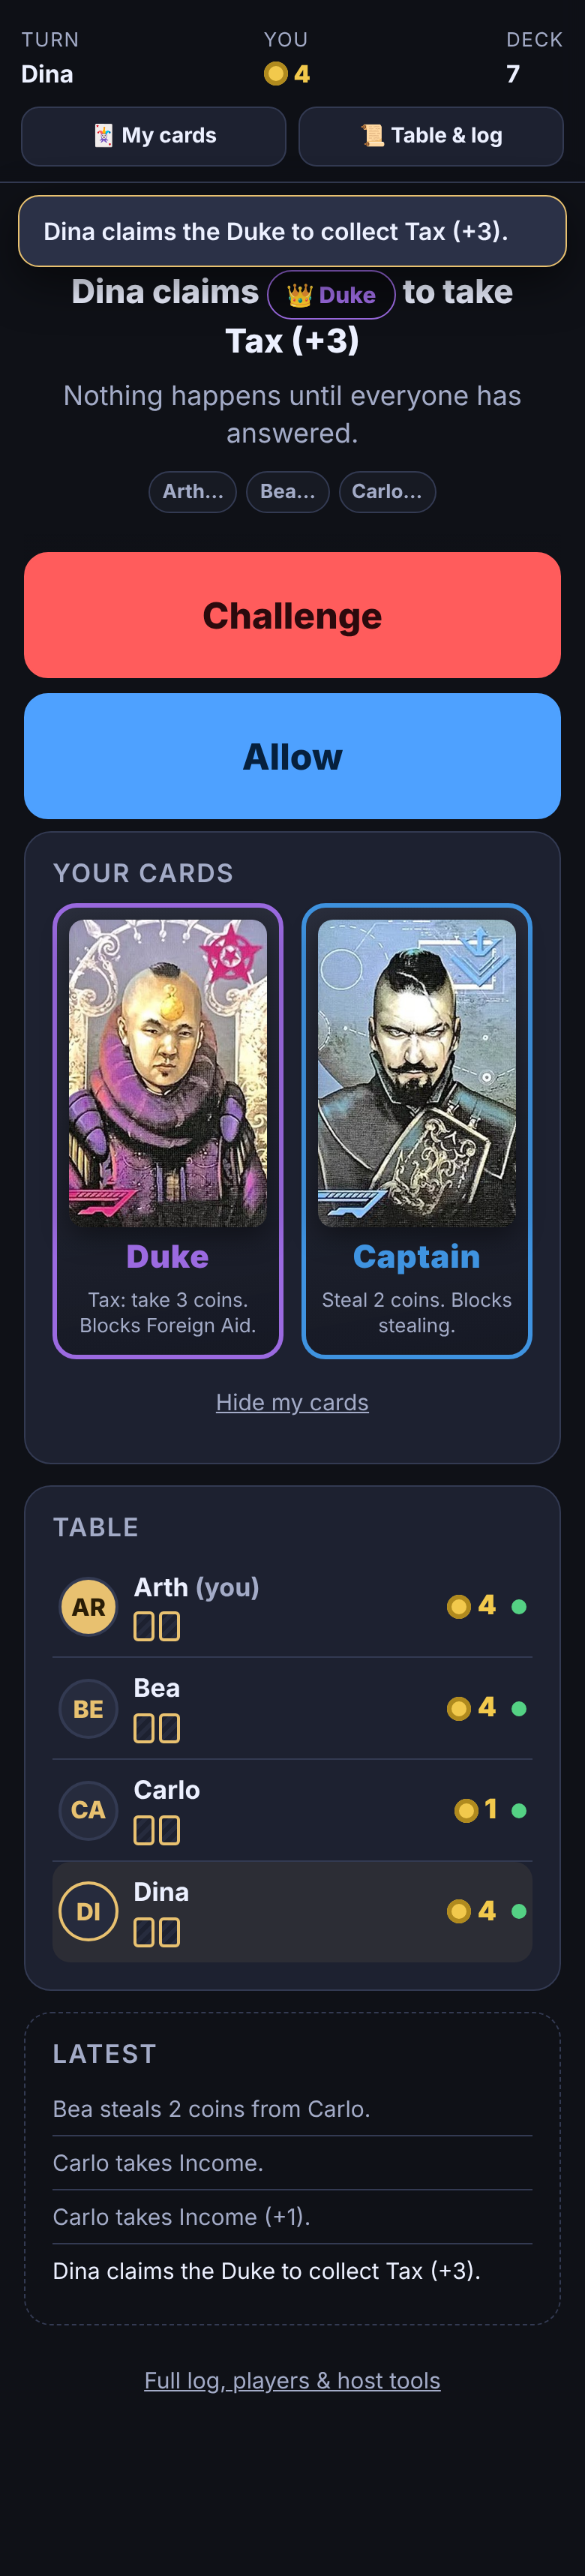 TURN
YOU
DECK
Dina
4
7
🃏 My cards
📜 Table & log
Dina claims the Duke to collect Tax (+3).
Dina claims 👑 Duke to take
Tax (+3)
Nothing happens until everyone has
answered.
Arth...
Bea...
Carlo...
Challenge
Allow
YOUR CARDS
Duke
Tax: take 3 coins.
Blocks Foreign Aid.
Captain
Steal 2 coins. Blocks
stealing.
Hide my cards
TABLE
AR
Arth (you)
4
BE
Bea
4
CA
Carlo
1
DI
Dina
4
LATEST
Bea steals 2 coins from Carlo.
Carlo takes Income.
Carlo takes Income (+1).
Dina claims the Duke to collect Tax (+3).
Full log, players & host tools